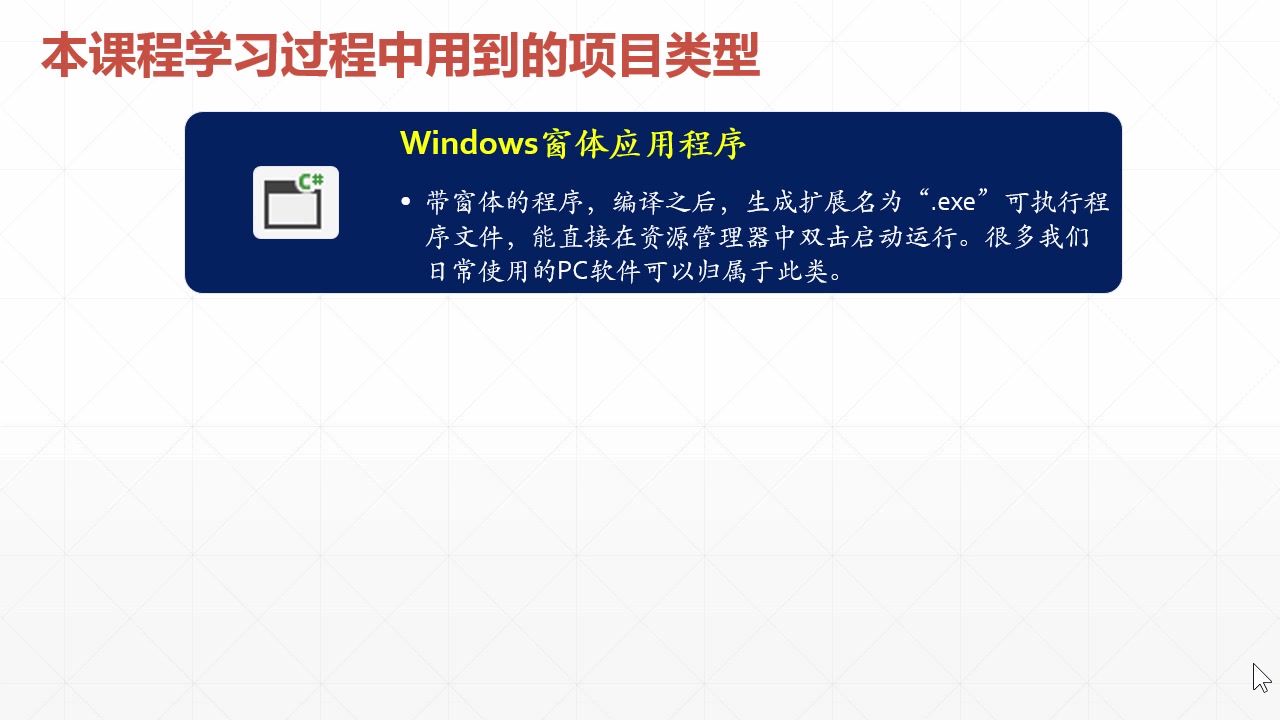 本课程学习过程中用到的项目类型
C#
Windows窗体应用程序
• 带窗体的程序，编译之后，生成扩展名为“.exe”可执行程
序文件，能直接在资源管理器中双击启动运行。很多我们
日常使用的PC软件可以归属于此类。